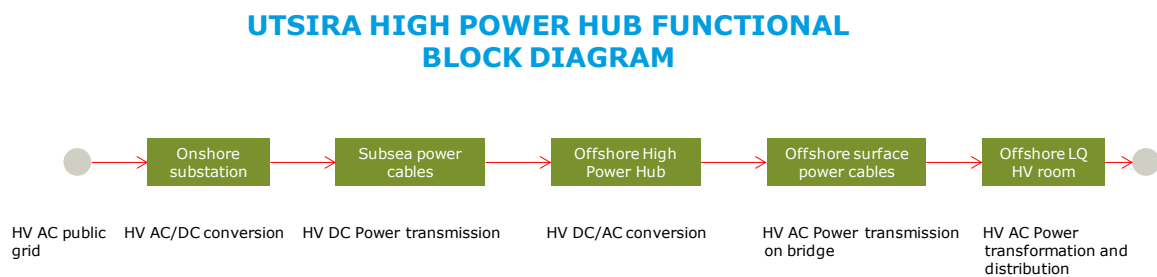 UTSIRA HIGH POWER HUB FUNCTIONAL
BLOCK DIAGRAM
Onshore
substation
Subsea power
cables
Offshore High
Power Hub
Offshore surface
power cables
Offshore LQ
HV room
HV AC public
grid
HV AC/DC conversion
HV DC Power transmission
HV DC/AC conversion
HV AC Power transmission
on bridge
HV AC Power
transformation and
distribution